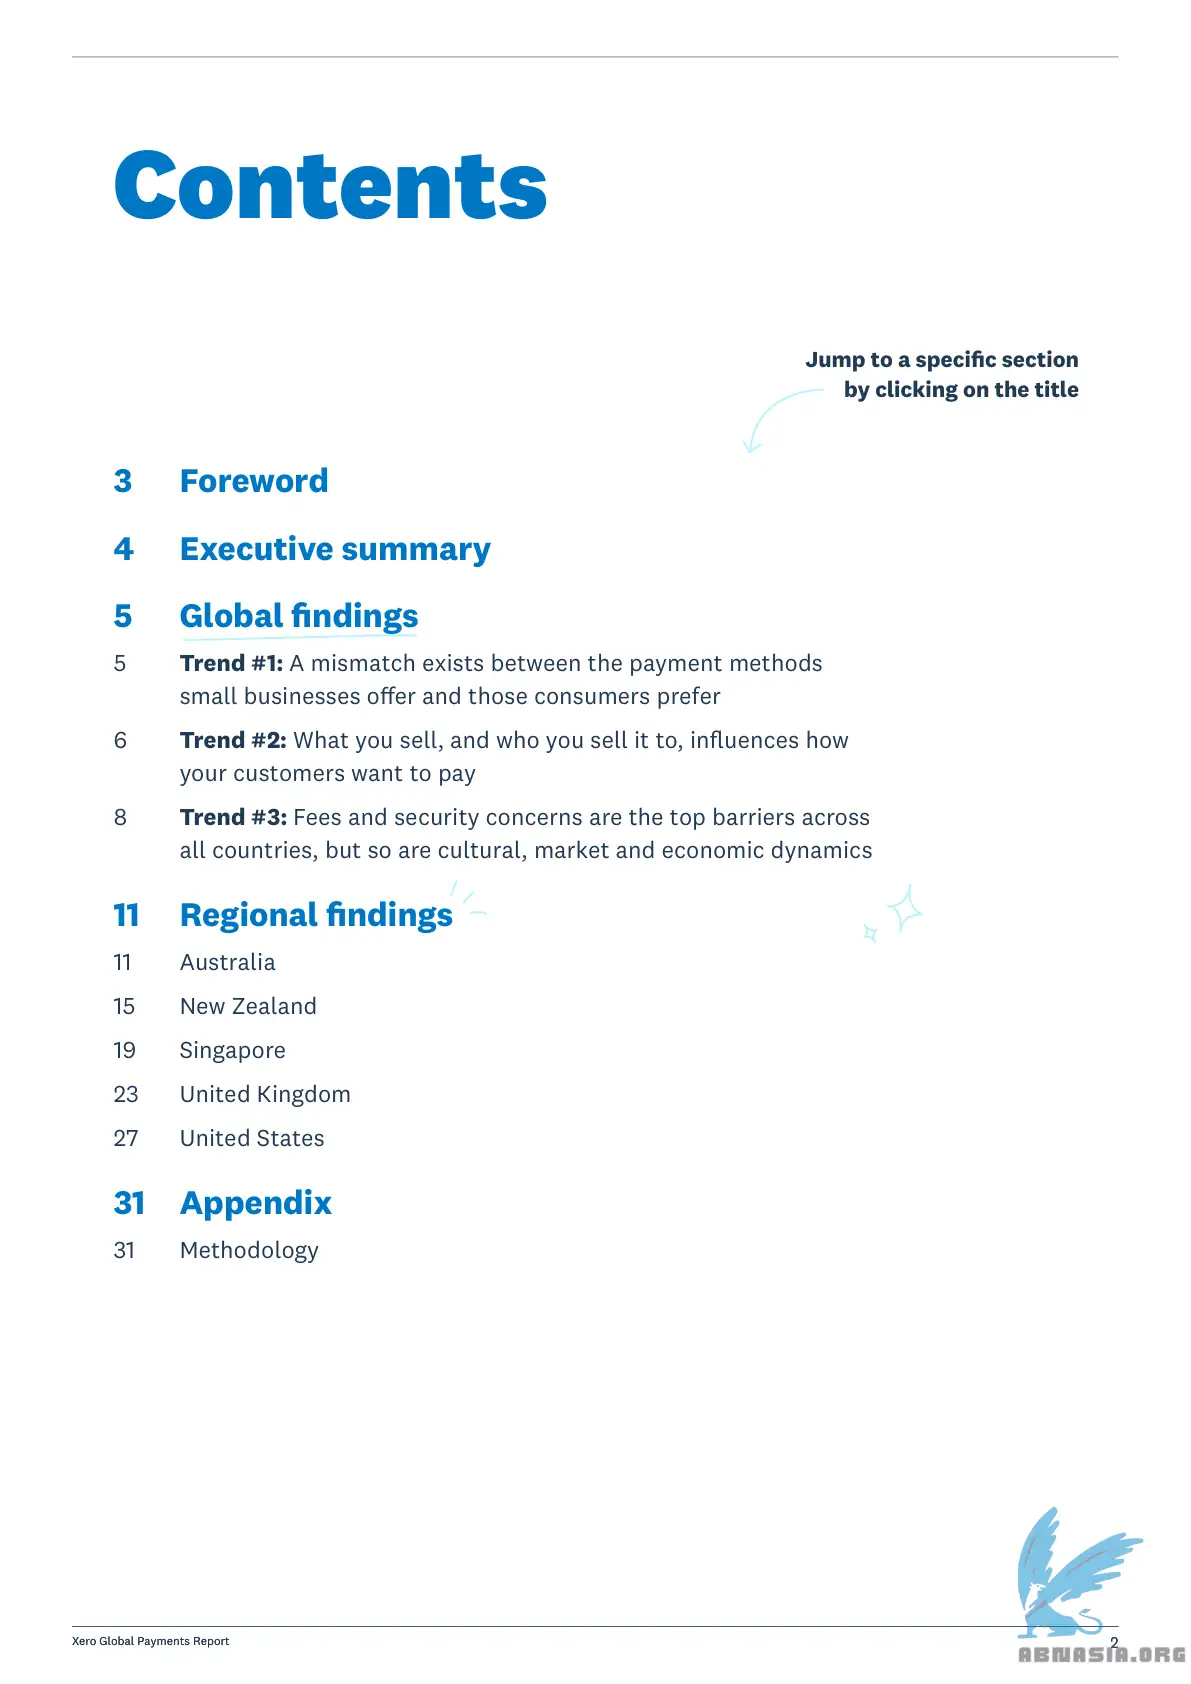 Contents
Jump to a specific section
by clicking on the title
3 Foreword
4 Executive summary
5 Global findings
5 Trend #1: A mismatch exists between the payment methods
small businesses offer and those consumers prefer
6 Trend #2: What you sell, and who you sell it to, influences how
your customers want to pay
8 Trend #3: Fees and security concerns are the top barriers across
all countries, but so are cultural, market and economic dynamics
11 Regional findings
11 Australia
15 New Zealand
19 Singapore
23 United Kingdom
27 United States
31 Appendix
31 Methodology
Xero Global Payments Report 2
ABNASIA.ORG